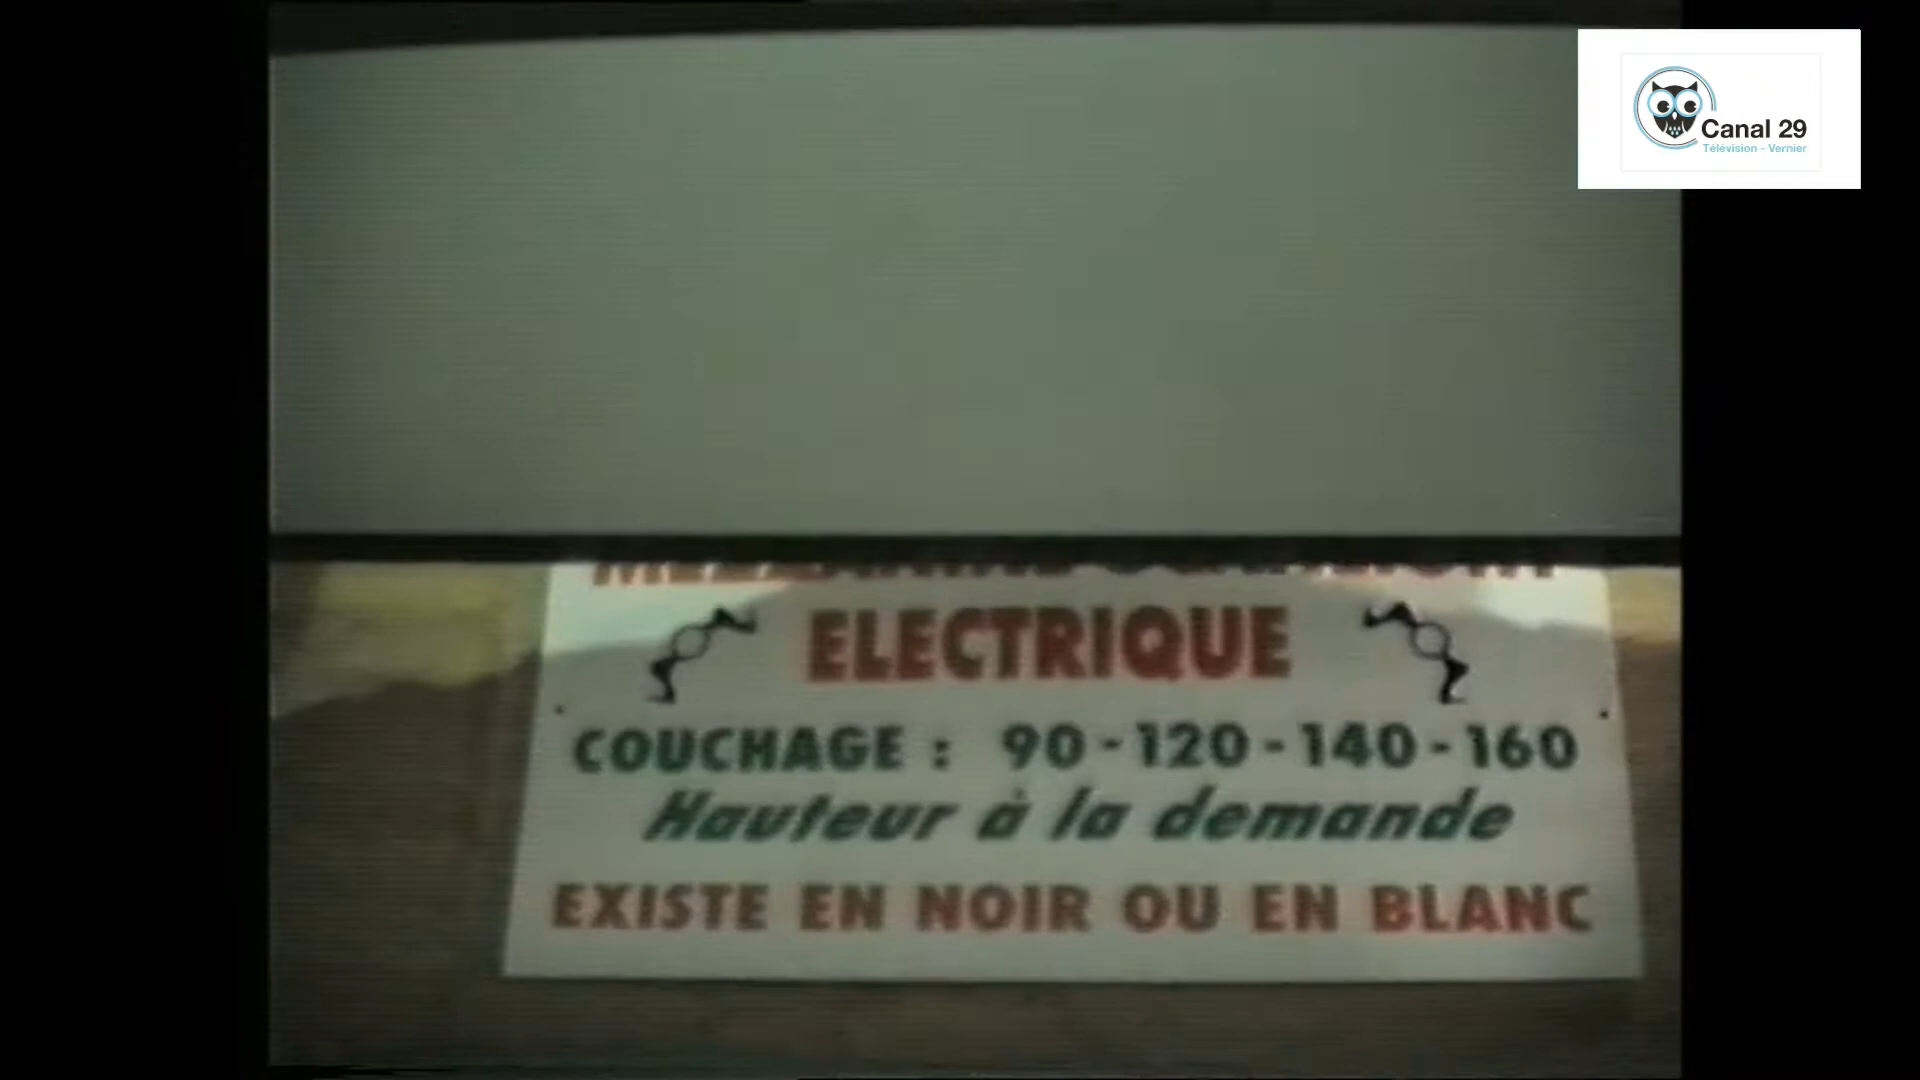 Canal 29
Télévision - Vernier
ELECTRIQUE
COUCHAGE : 90 - 120 - 140 - 160
Hauteur à la demande
EXISTE EN NOIR OU EN BLANC